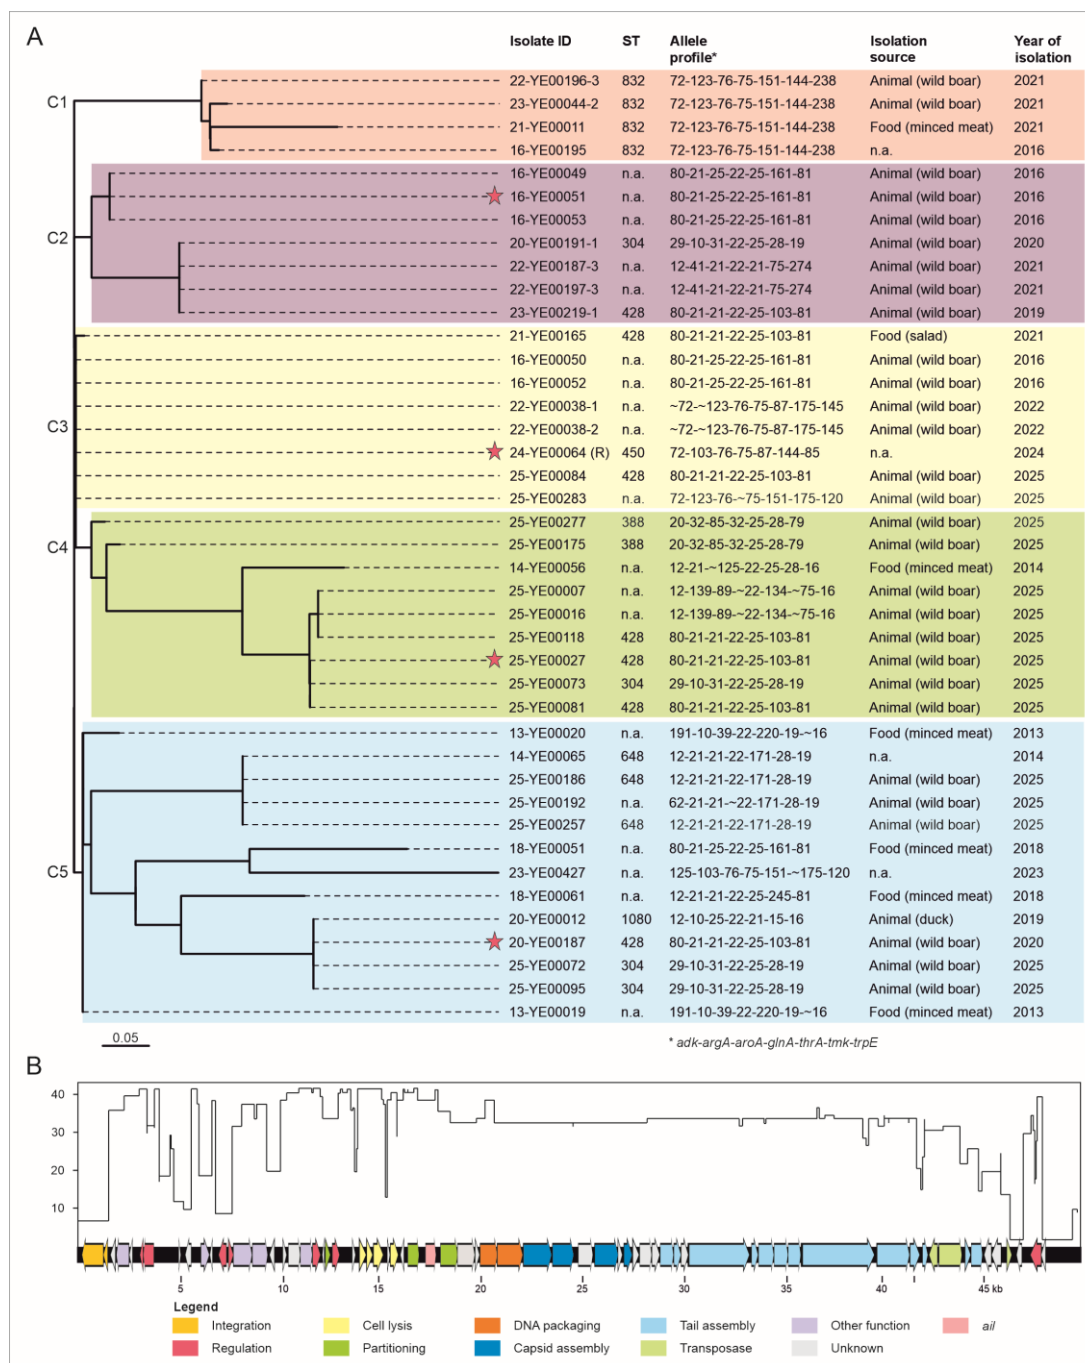 A
Isolate ID ST Allele profile* Isolation source Year of isolation
C1
22-YE00196-3 832 72-123-76-75-151-144-238 Animal (wild boar) 2021
23-YE00044-2 832 72-123-76-75-151-144-238 Animal (wild boar) 2021
21-YE00011 832 72-123-76-75-151-144-238 Food (minced meat) 2021
16-YE00195 832 72-123-76-75-151-144-238 n.a. 2016
C2
16-YE00049 n.a. 80-21-25-22-25-161-81 Animal (wild boar) 2016
16-YE00051 n.a. 80-21-25-22-25-161-81 Animal (wild boar) 2016
16-YE00053 n.a. 80-21-25-22-25-161-81 Animal (wild boar) 2016
20-YE00191-1 304 29-10-31-22-25-28-19 Animal (wild boar) 2020
22-YE00187-3 n.a. 12-41-21-22-21-75-274 Animal (wild boar) 2021
22-YE00197-3 n.a. 12-41-21-22-21-75-274 Animal (wild boar) 2021
23-YE00219-1 428 80-21-21-22-25-103-81 Animal (wild boar) 2019
C3
21-YE00165 428 80-21-21-22-25-103-81 Food (salad) 2021
16-YE00050 n.a. 80-21-25-22-25-161-81 Animal (wild boar) 2016
16-YE00052 n.a. 80-21-25-22-25-161-81 Animal (wild boar) 2016
22-YE00038-1 n.a. ~72-~123-76-75-87-175-145 Animal (wild boar) 2022
22-YE00038-2 n.a. ~72-~123-76-75-87-175-145 Animal (wild boar) 2022
24-YE00064 (R) 450 72-103-76-75-87-144-85 n.a. 2024
25-YE00084 428 80-21-21-22-25-103-81 Animal (wild boar) 2025
25-YE00283 n.a. 72-123-76-~75-151-175-120 Animal (wild boar) 2025
C4
25-YE00277 388 20-32-85-32-25-28-79 Animal (wild boar) 2025
25-YE00175 388 20-32-85-32-25-28-79 Animal (wild boar) 2025
14-YE00056 n.a. 12-21-~125-22-25-28-16 Food (minced meat) 2014
25-YE00007 n.a. 12-139-89-~22-134-~75-16 Animal (wild boar) 2025
25-YE00016 n.a. 12-139-89-~22-134-~75-16 Animal (wild boar) 2025
25-YE00118 428 80-21-21-22-25-103-81 Animal (wild boar) 2025
25-YE00027 428 80-21-21-22-25-103-81 Animal (wild boar) 2025
25-YE00073 304 29-10-31-22-25-28-19 Animal (wild boar) 2025
25-YE00081 428 80-21-21-22-25-103-81 Animal (wild boar) 2025
C5
13-YE00020 n.a. 191-10-39-22-220-19-~16 Food (minced meat) 2013
14-YE00065 648 12-21-21-22-171-28-19 n.a. 2014
25-YE00186 648 12-21-21-22-171-28-19 Animal (wild boar) 2025
25-YE00192 n.a. 62-21-21-~22-171-28-19 Animal (wild boar) 2025
25-YE00257 648 12-21-21-22-171-28-19 Animal (wild boar) 2025
18-YE00051 n.a. 80-21-25-22-25-161-81 Food (minced meat) 2018
23-YE00427 n.a. 125-103-76-75-151-~175-120 n.a. 2023
18-YE00061 n.a. 12-21-21-22-25-245-81 Food (minced meat) 2018
20-YE00012 1080 12-10-25-22-21-15-16 Animal (duck) 2019
20-YE00187 428 80-21-21-22-25-103-81 Animal (wild boar) 2020
25-YE00072 304 29-10-31-22-25-28-19 Animal (wild boar) 2025
25-YE00095 304 29-10-31-22-25-28-19 Animal (wild boar) 2025
13-YE00019 n.a. 191-10-39-22-220-19-~16 Food (minced meat) 2013
0.05
* adk-argA-aroA-glnA-thrA-tmk-trpE
B
40
30
20
10
5 10 15 20 25 30 35 40 45 kb
Legend
Integration Cell lysis DNA packaging Tail assembly Other function ail
Regulation Partitioning Capsid assembly Transposase Unknown